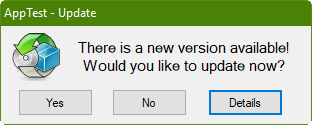 AppTest - Update
There is a new version available!
Would you like to update now?
Yes
No
Details